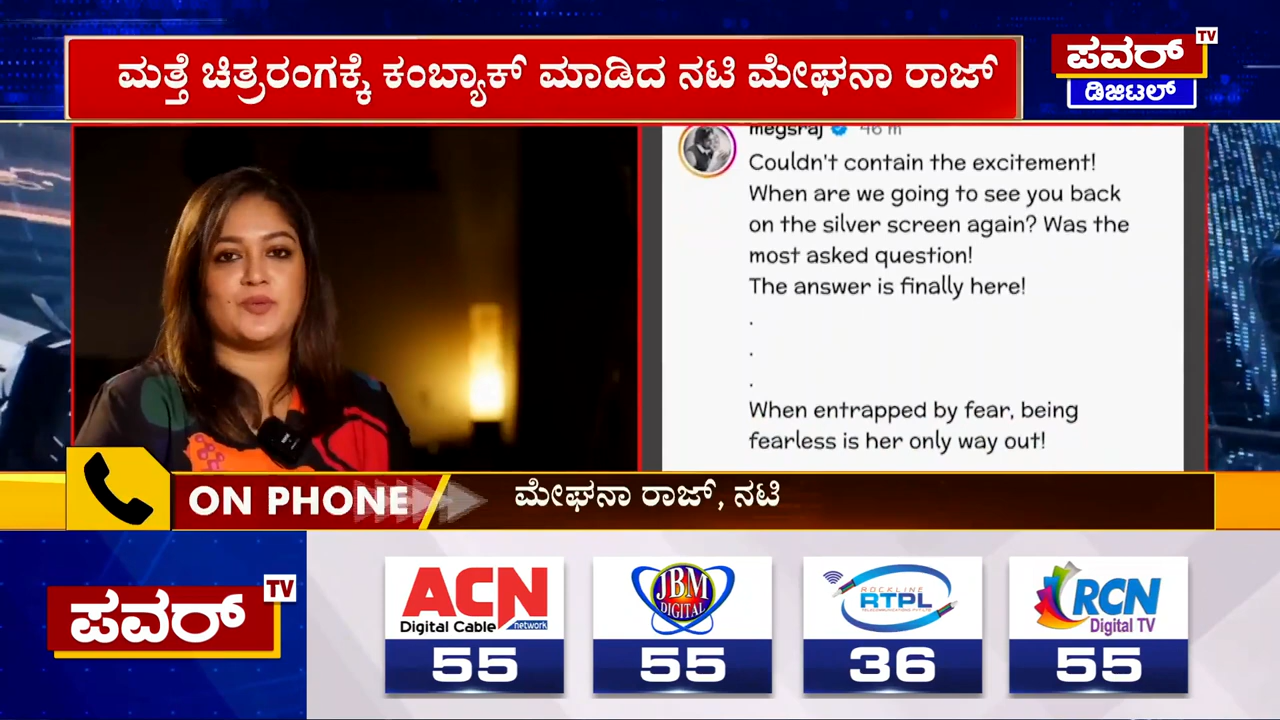 ಮತ್ತೆ ಚಿತ್ರರಂಗಕ್ಕೆ ಕಂಬ್ಯಾಕ್ ಮಾಡಿದ ನಟಿ ಮೇಘನಾ ರಾಜ್
ಪವರ್ TV
ಡಿಜಿಟಲ್
megsraj 46 m
Couldn't contain the excitement!
When are we going to see you back
on the silver screen again? Was the
most asked question!
The answer is finally here!
.
.
.
When entrapped by fear, being
fearless is her only way out!
ON PHONE
ಮೇಘನಾ ರಾಜ್, ನಟಿ
ಪವರ್ TV
ACN
Digital Cable network
55
JBM
DIGITAL
55
ROCKLINE
RTPL
36
RCN
Digital TV
55